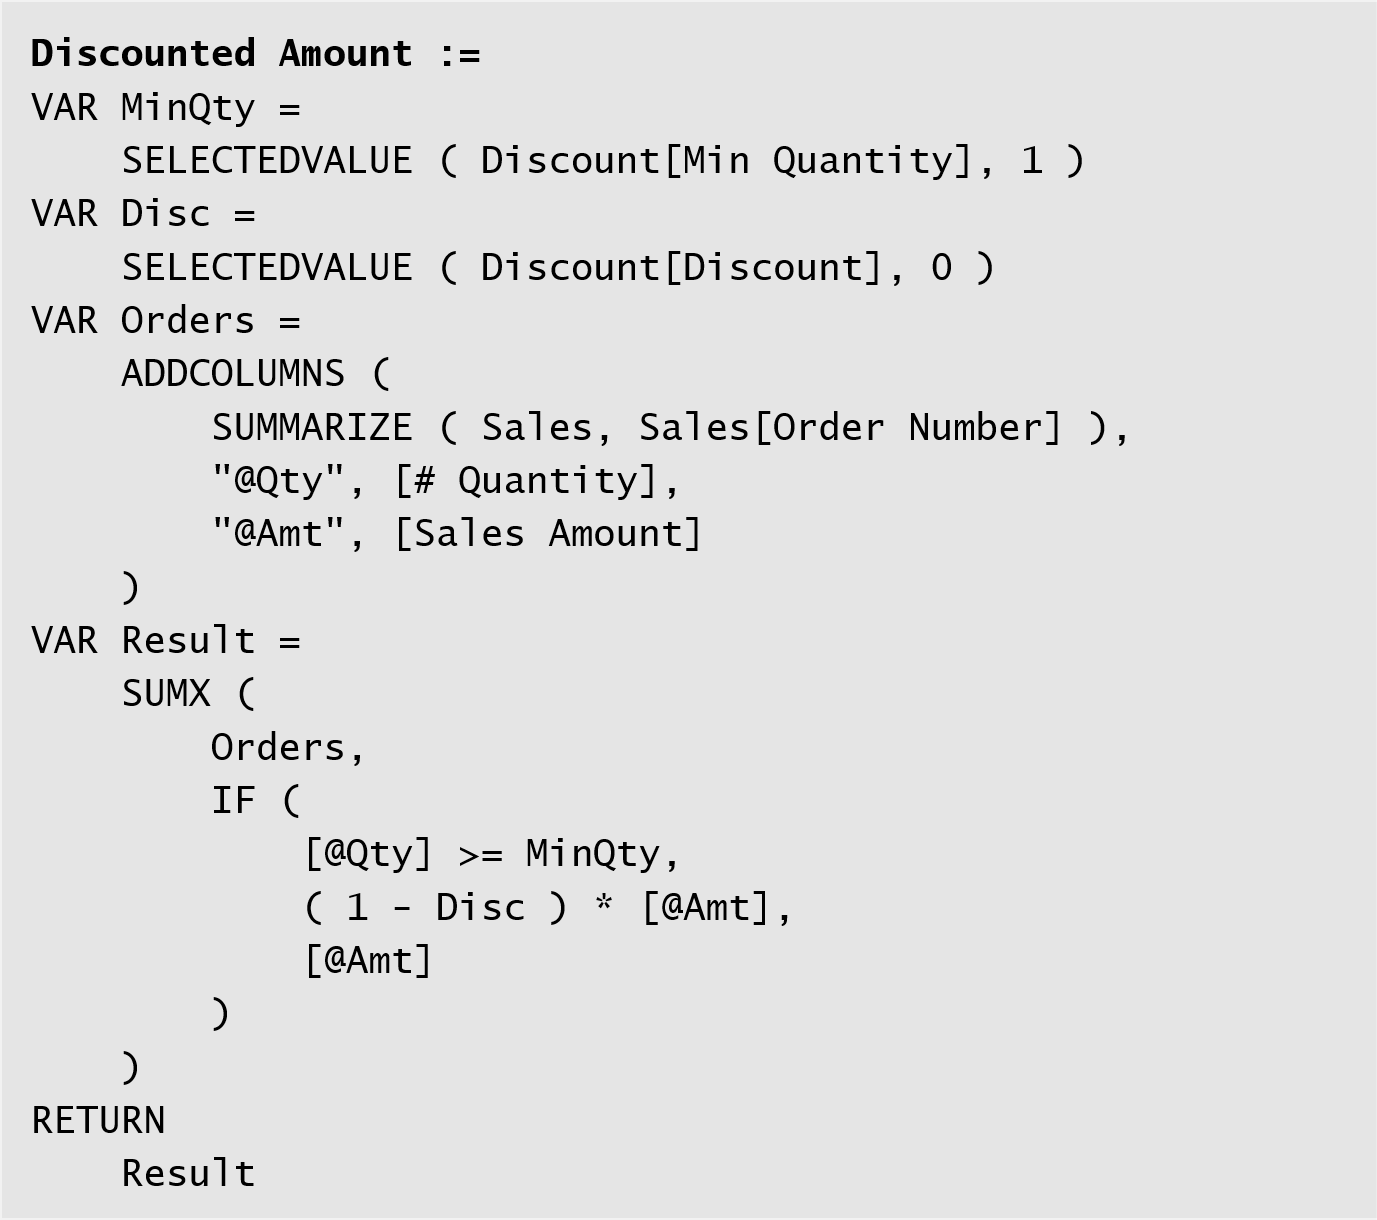 Discounted Amount :=
VAR MinQty =
    SELECTEDVALUE ( Discount[Min Quantity], 1 )
VAR Disc =
    SELECTEDVALUE ( Discount[Discount], 0 )
VAR Orders =
    ADDCOLUMNS (
        SUMMARIZE ( Sales, Sales[Order Number] ),
        "@Qty", [# Quantity],
        "@Amt", [Sales Amount]
    )
VAR Result =
    SUMX (
        Orders,
        IF (
            [@Qty] >= MinQty,
            ( 1 – Disc ) * [@Amt],
            [@Amt]
        )
    )
RETURN
    Result